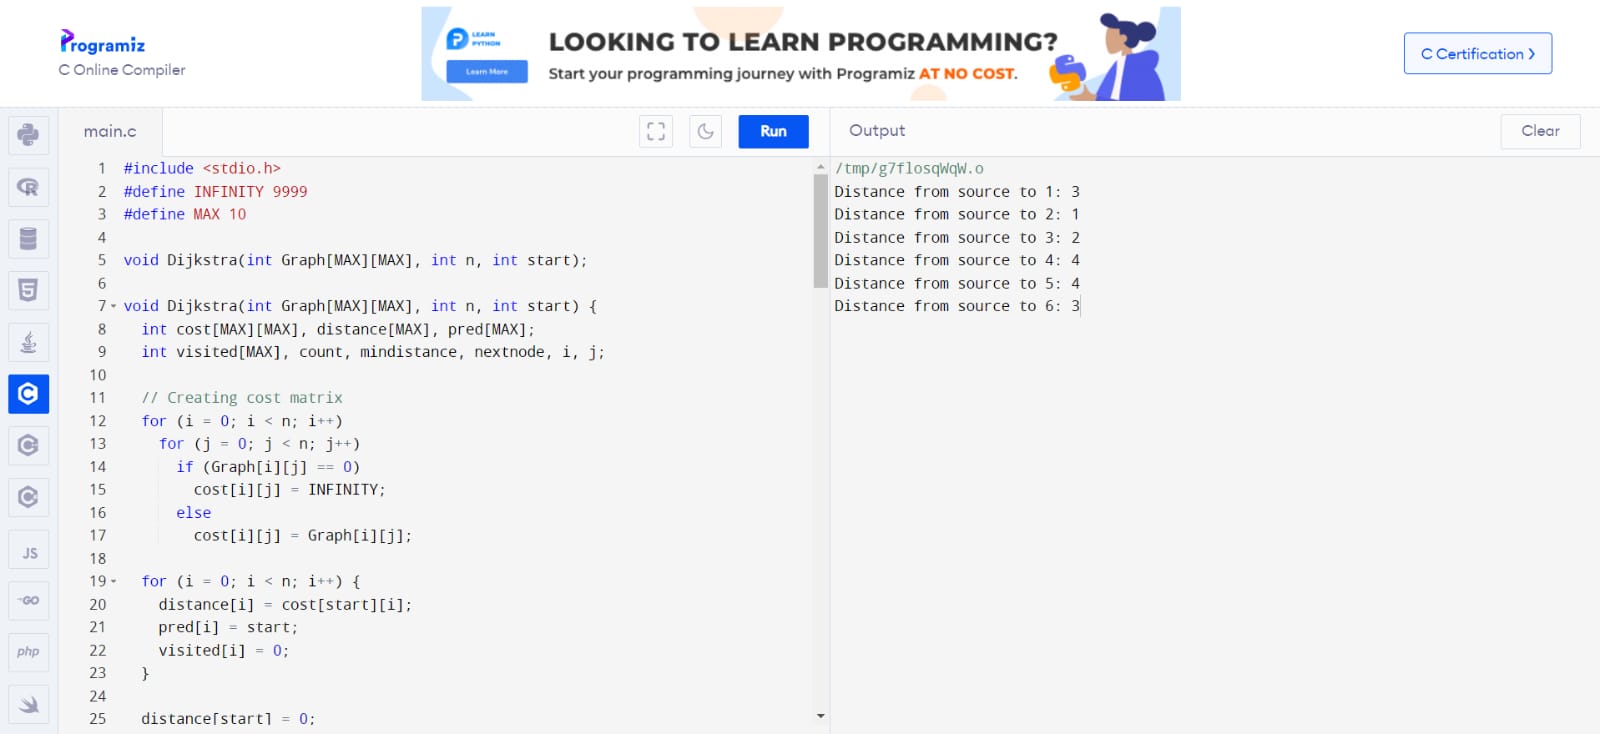 Programiz
C Online Compiler
LEARN
PYTHON
Learn More
LOOKING TO LEARN PROGRAMMING?
Start your programming journey with Programiz AT NO COST.
C Certification
main.c
Run
Output
Clear
1 #include <stdio.h>
2 #define INFINITY 9999
3 #define MAX 10
4
5 void Dijkstra(int Graph[MAX][MAX], int n, int start);
6
7 void Dijkstra(int Graph[MAX][MAX], int n, int start) {
8   int cost[MAX][MAX], distance[MAX], pred[MAX];
9   int visited[MAX], count, mindistance, nextnode, i, j;
10
11   // Creating cost matrix
12   for (i = 0; i < n; i++)
13     for (j = 0; j < n; j++)
14       if (Graph[i][j] == 0)
15         cost[i][j] = INFINITY;
16       else
17         cost[i][j] = Graph[i][j];
18
19   for (i = 0; i < n; i++) {
20     distance[i] = cost[start][i];
21     pred[i] = start;
22     visited[i] = 0;
23   }
24
25   distance[start] = 0;
/tmp/g7flosqWqW.o
Distance from source to 1: 3
Distance from source to 2: 1
Distance from source to 3: 2
Distance from source to 4: 4
Distance from source to 5: 4
Distance from source to 6: 3
R
5
C
C
C
JS
GO
php